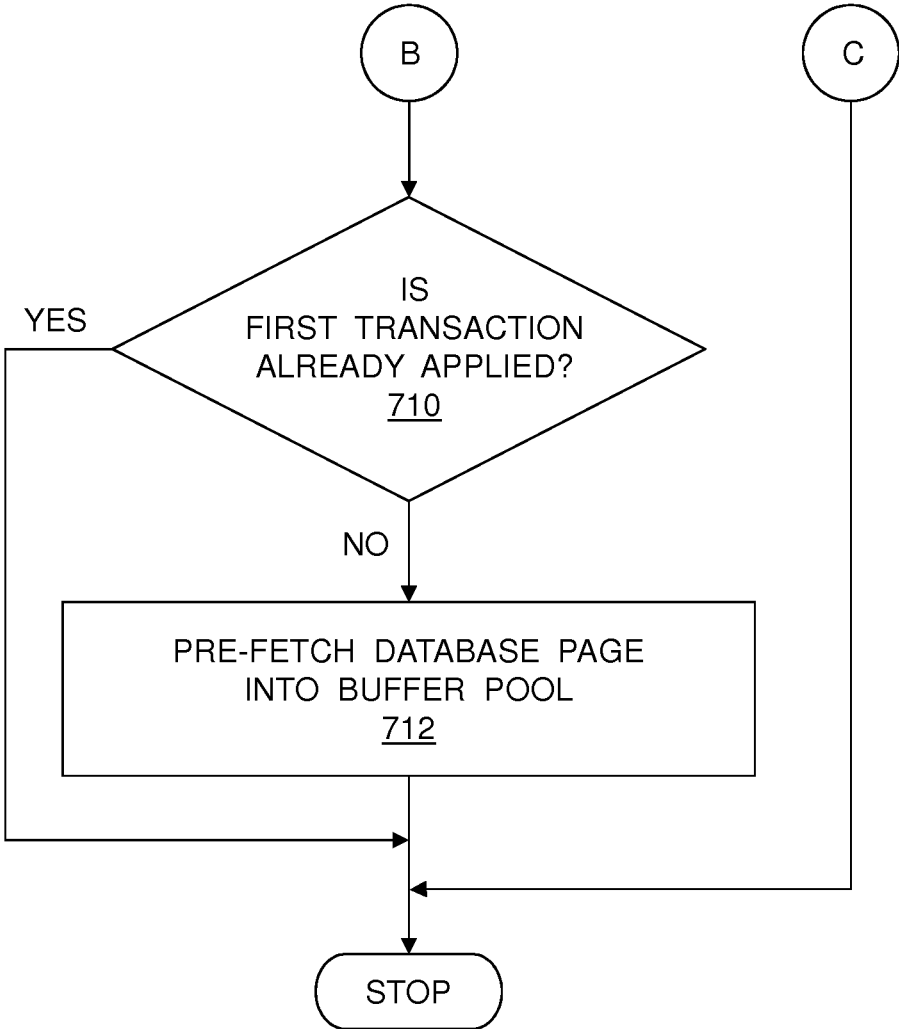 B
C
IS
FIRST TRANSACTION
ALREADY APPLIED?
710
YES
NO
PRE-FETCH DATABASE PAGE
INTO BUFFER POOL
712
STOP